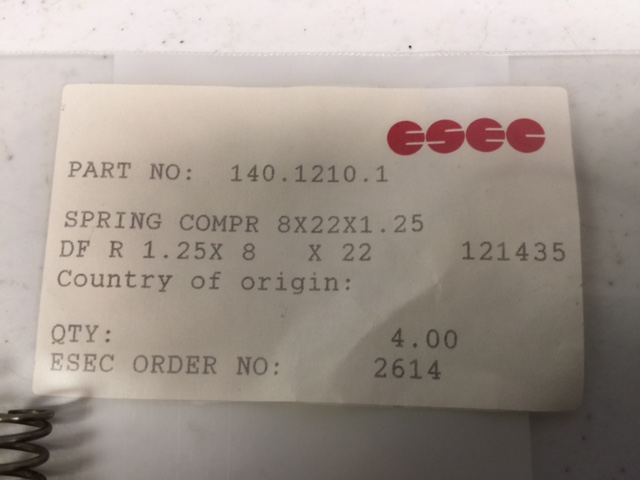 esec
PART NO: 140.1210.1
SPRING COMPR 8X22X1.25
DF R 1.25X 8 X 22 121435
Country of origin:
QTY: 4.00
ESEC ORDER NO: 2614